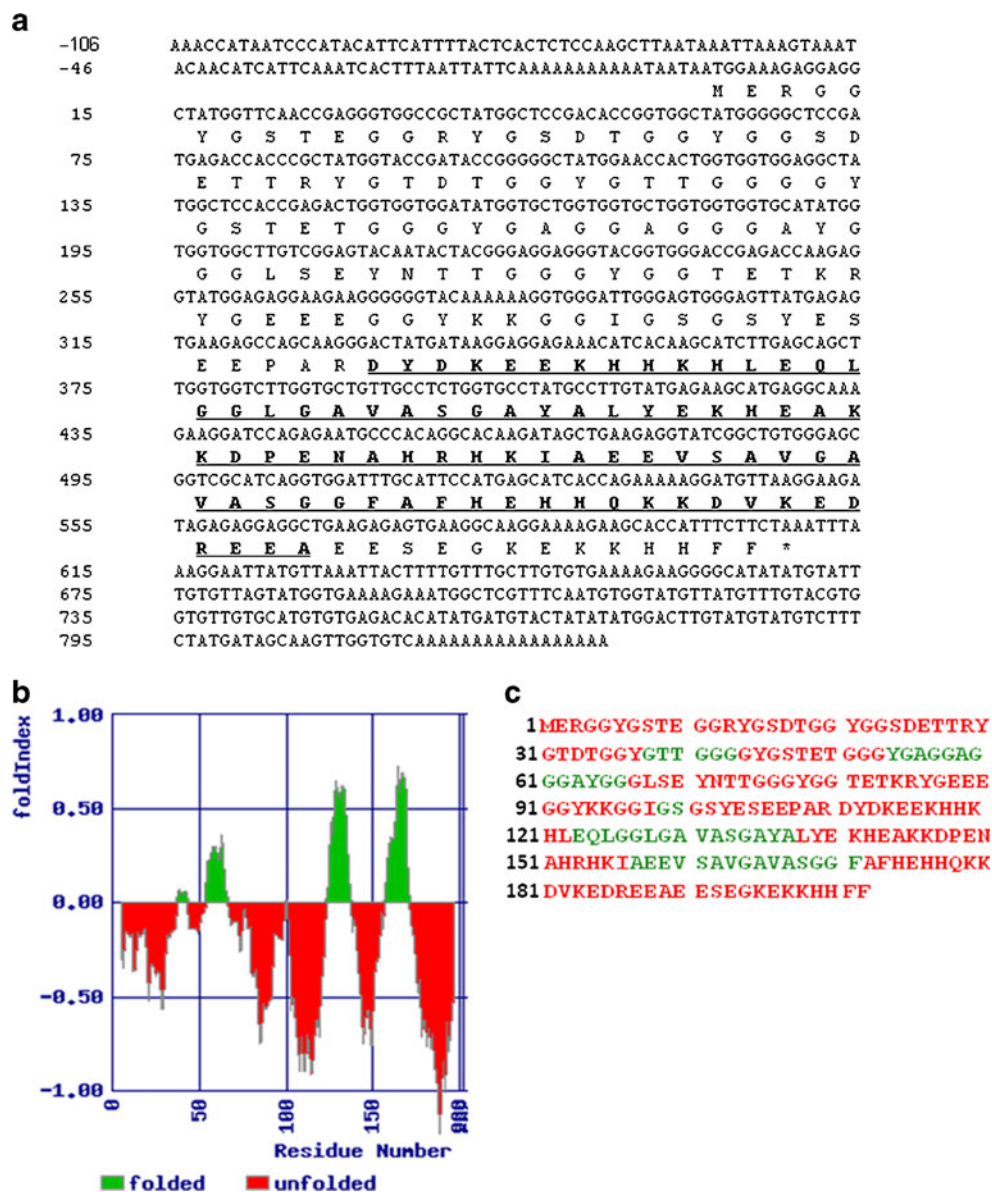 a
-106 AAACCATAATCCCATACATTCATTTTACTCACTCTCCAAGCTTAATAAATTAAAGTAAAT
-46 ACAACATCATTCAAATCACTTTAATTATTCAAAAAAAAAAAATAATAATGGAAAGAGGAGG
M E R G G
15 CTATGGTTCAACCGAGGGTGGCCGCTATGGCTCCGACACCGGTGGCTATGGGGGCTCCGA
Y G S T E G G R Y G S D T G G Y G G S D
75 TGAGACCACCCGCTATGGTACCGATACCGGGGGCTATGGAACCACTGGTGGTGGAGGCTA
E T T R Y G T D T G G Y G T T G G G G Y
135 TGGCTCCACCGAGACTGGTGGTGGATATGGTGCTGGTGGTGCTGGTGGTGGTGCATATGG
G S T E T G G G Y G A G G A G G G A Y G
195 TGGTGGCTTGTCGGAGTACAATACTACGGGAGGAGGGTACGGTGGGACCGAGACCAAGAG
G G L S E Y N T T G G G Y G G T E T K R
255 GTATGGAGAGGAAGAAGGGGGGTACAAAAAAGGTGGGATTGGGAGTGGGAGTTATGAGAG
Y G E E E G G Y K K G G I G S G S Y E S
315 TGAAGAGCCAGCAAGGGACTATGATAAGGAGGAGAAACATCACAAGCATCTTGAGCAGCT
E E P A R D Y D K E E K H H K H L E Q L
375 TGGTGGTCTTGGTGCTGTTGCCTCTGGTGCCTATGCCTTGTATGAGAAGCATGAGGCAAA
G G L G A V A S G A Y A L Y E K H E A K
435 GAAGGATCCAGAGAATGCCCACAGGCACAAGATAGCTGAAGAGGTATCGGCTGTGGGAGC
K D P E N A H R H K I A E E V S A V G A
495 GGTCGCATCAGGTGGATTTGCATTCCATGAGCATCACCAGAAAAAGGATGTTAAGGAAGA
V A S G G F A F H E H H Q K K D V K E D
555 TAGAGAGGAGGCTGAAGAGAGTGAAGGCAAGGAAAAGAAGCACCATTTCTTCTAAATTTA
R E E A E E S E G K E K K H H F F *
615 AAGGAATTATGTTAAATTACTTTTGTTTGCTTGTGTGAAAAGAAGGGGCATATATGTATT
675 TGTGTTAGTATGGTGAAAAGAAATGGCTCGTTTCAATGTGGTATGTTATGTTTGTACGTG
735 GTGTTGTGCATGTGTGAGACACATATGATGTACTATATATGGACTTGTATGTATGTCTTT
795 CTATGATAGCAAGTTGGTGTCAAAAAAAAAAAAAAAAA
b
foldIndex
1.00
0.50
0.00
-0.50
-1.00
0 50 100 150 200
Residue Number
folded unfolded
c
1 MERGGYGSTE GGRYGSDTGG YGGSDETTRY
31 GTDTGGYGTT GGGGGYGSTET GGGYGAGGAG
61 GGAYGGGLSE YNTTGGGYGG TETKRYGEEE
91 GGYKKGGIGS GSYESEEPAR DYDKEEKHHK
121 HLEQLGGLGA VASGAYALYE KHEAKKDPEN
151 AHRHKIAEEV SAVGAVASGG FAFHEHHQKK
181 DVKEDREEAE ESEGKEKKHH FF